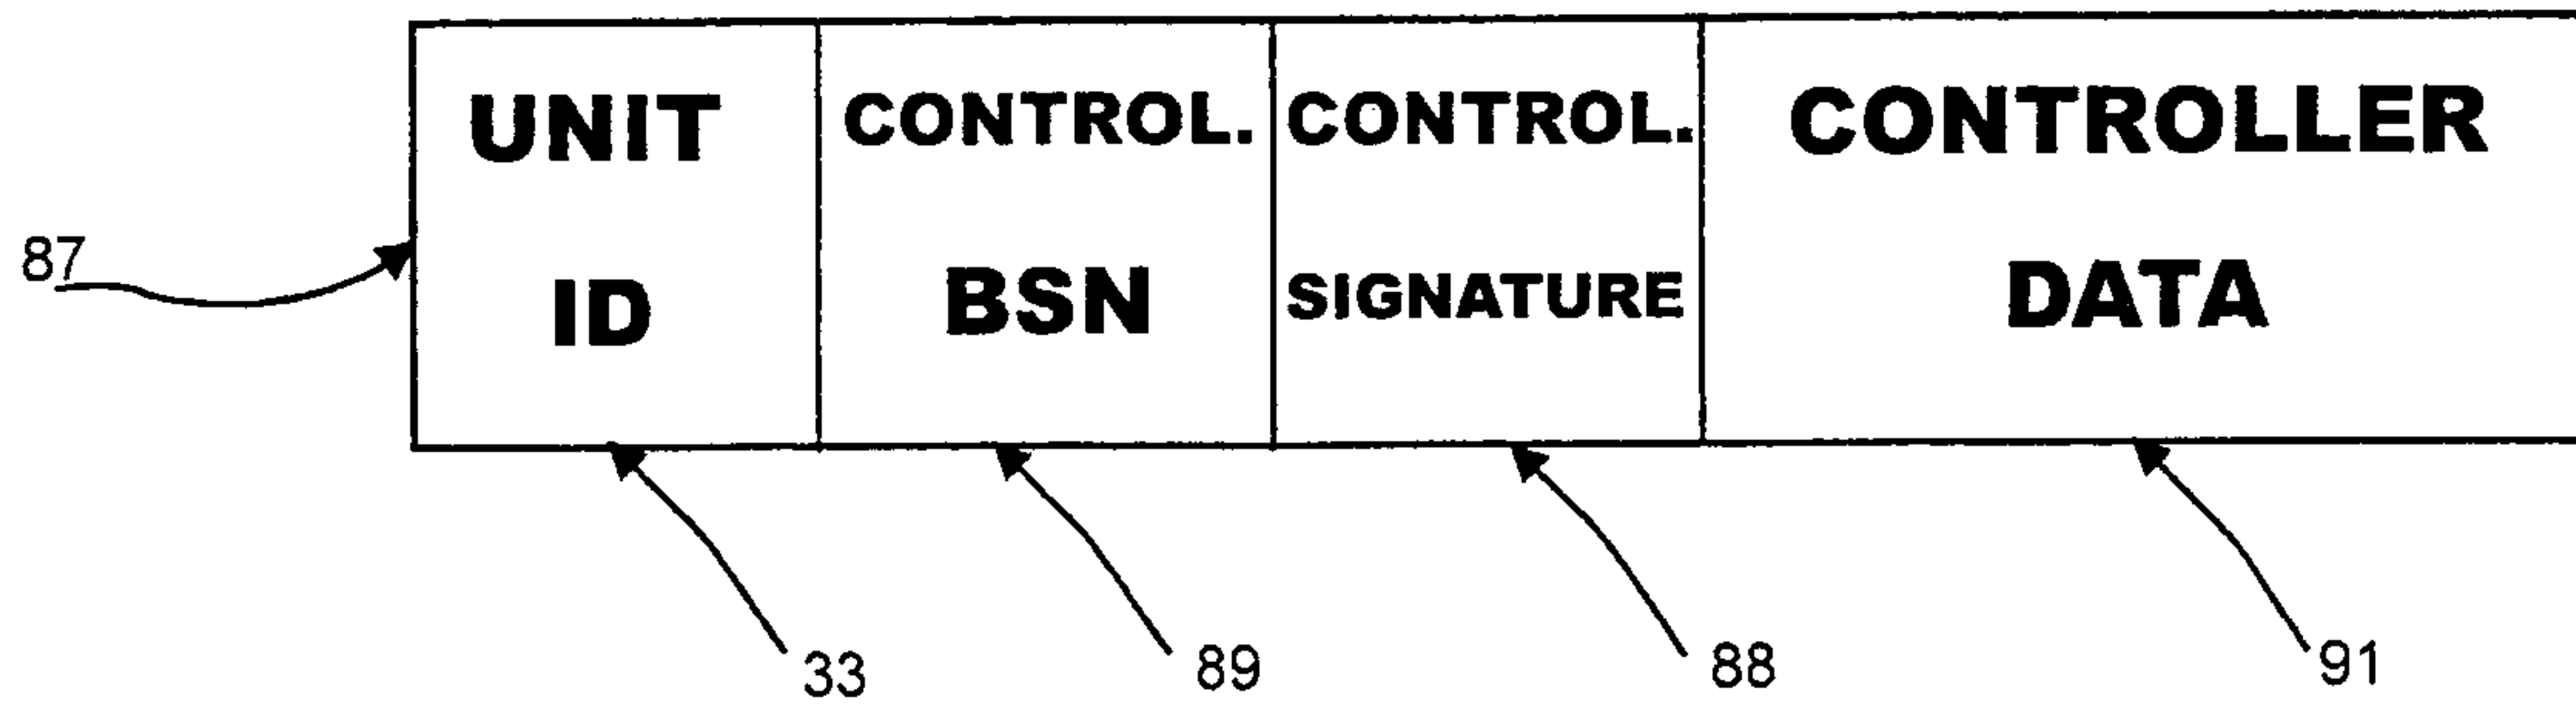 UNIT CONTROL. CONTROL. CONTROLLER
87 ID BSN SIGNATURE DATA
33 89 88 91